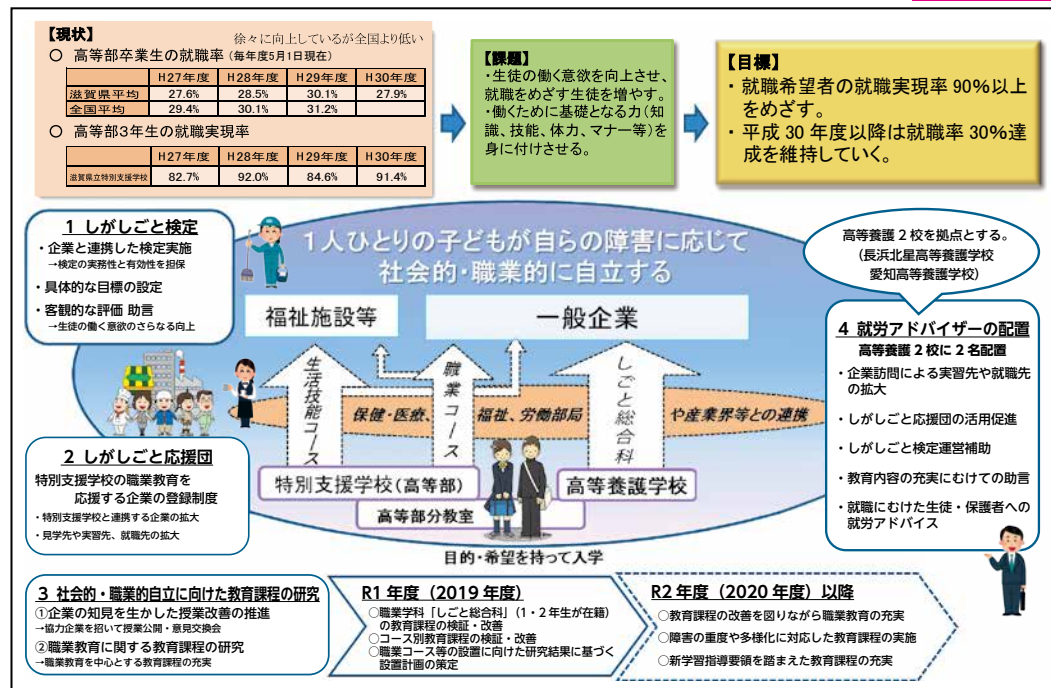 【現状】
徐々に向上しているが全国より低い
○ 高等部卒業生の就職率(毎年度5月1日現在)
H27年度 H28年度 H29年度 H30年度
滋賀県平均 27.6% 28.5% 30.1% 27.9%
全国平均 29.4% 30.1% 31.2%
○ 高等部3年生の就職実現率
H27年度 H28年度 H29年度 H30年度
滋賀県立特別支援学校 82.7% 92.0% 84.6% 91.4%
【課題】
・生徒の働く意欲を向上させ、
就職をめざす生徒を増やす。
・働くために基礎となる力(知
識、技能、体力、マナー等)を
身に付けさせる。
【目標】
・就職希望者の就職実現率 90%以上
をめざす。
・平成 30 年度以降は就職率 30%達
成を維持していく。
1 しがしごと検定
・企業と連携した検定実施
→検定の実務性と有効性を担保
・具体的な目標の設定
・客観的な評価 助言
→生徒の働く意欲のさらなる向上
1人ひとりの子どもが自らの障害に応じて
社会的・職業的に自立する
福祉施設等
一般企業
生活技能コース
職業コース
しごと総合科
保健・医療、
福祉、労働部局
や産業界等との連携
特別支援学校(高等部)
高等部分教室
高等養護学校
目的・希望を持って入学
2 しがしごと応援団
特別支援学校の職業教育を
応援する企業の登録制度
・特別支援学校と連携する企業の拡大
・見学先や実習先、就職先の拡大
高等養護2校を拠点とする。
(長浜北星高等養護学校
愛知高等養護学校)
4 就労アドバイザーの配置
高等養護2校に2名配置
・企業訪問による実習先や就職先
の拡大
・しがしごと応援団の活用促進
・しがしごと検定運営補助
・教育内容の充実にむけての助言
・就職にむけた生徒・保護者への
就労アドバイス
3 社会的・職業的自立に向けた教育課程の研究
①企業の知見を生かした授業改善の推進
→協力企業を招いて授業公開・意見交換会
②職業教育に関する教育課程の研究
→職業教育を中心とする教育課程の充実
R1年度(2019年度)
○職業学科「しごと総合科」(1・2年生が在籍)
の教育課程の検証・改善
○コース別教育課程の検証・改善
○職業コース等の設置に向けた研究結果に基づく
設置計画の策定
R2年度(2020年度)以降
○教育課程の改善を図りながら職業教育の充実
○障害の重度や多様化に対応した教育課程の実施
○新学習指導要領を踏まえた教育課程の充実